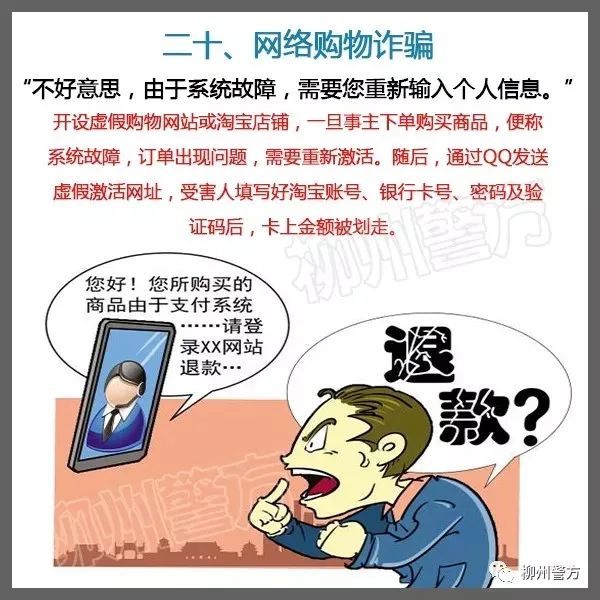 二十、网络购物诈骗
“不好意思，由于系统故障，需要您重新输入个人信息。”
开设虚假购物网站或淘宝店铺，一旦事主下单购买商品，便称
系统故障，订单出现问题，需要重新激活。随后，通过QQ发送
虚假激活网址，受害人填写好淘宝账号、银行卡号、密码及验
证码后，卡上金额被划走。
柳州警方
您好！您所购买的
商品由于支付系统
……请登
录XX网站
退款…
退
款？
柳州警方
柳州警方